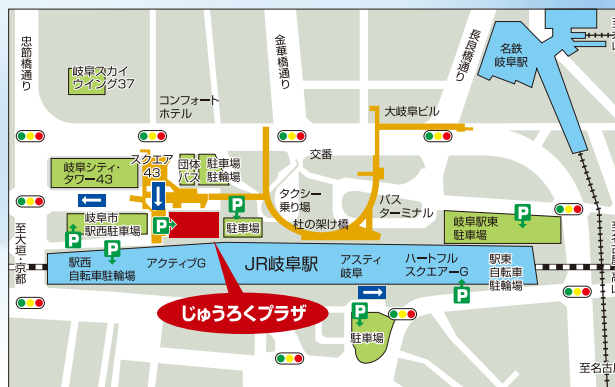 忠節橋通り
金華橋通り
長良橋通り
名鉄
岐阜駅
岐阜スカイ
ウイング37
コンフォート
ホテル
大岐阜ビル
交番
岐阜シティ・
タワー43
スクエア
43
団体
バス
駐車場
駐輪場
タクシー
乗り場
バス
ターミナル
杜の架け橋
岐阜市
駅西駐車場
P
P
P
駐車場
P
岐阜駅東
駐車場
P
至大垣・京都
駅西
自転車駐輪場
アクティブG
JR岐阜駅
アスティ
岐阜
ハートフル
スクエアーG
駅東
自転車
駐輪場
P
P
じゅうろくプラザ
駐車場
至名古